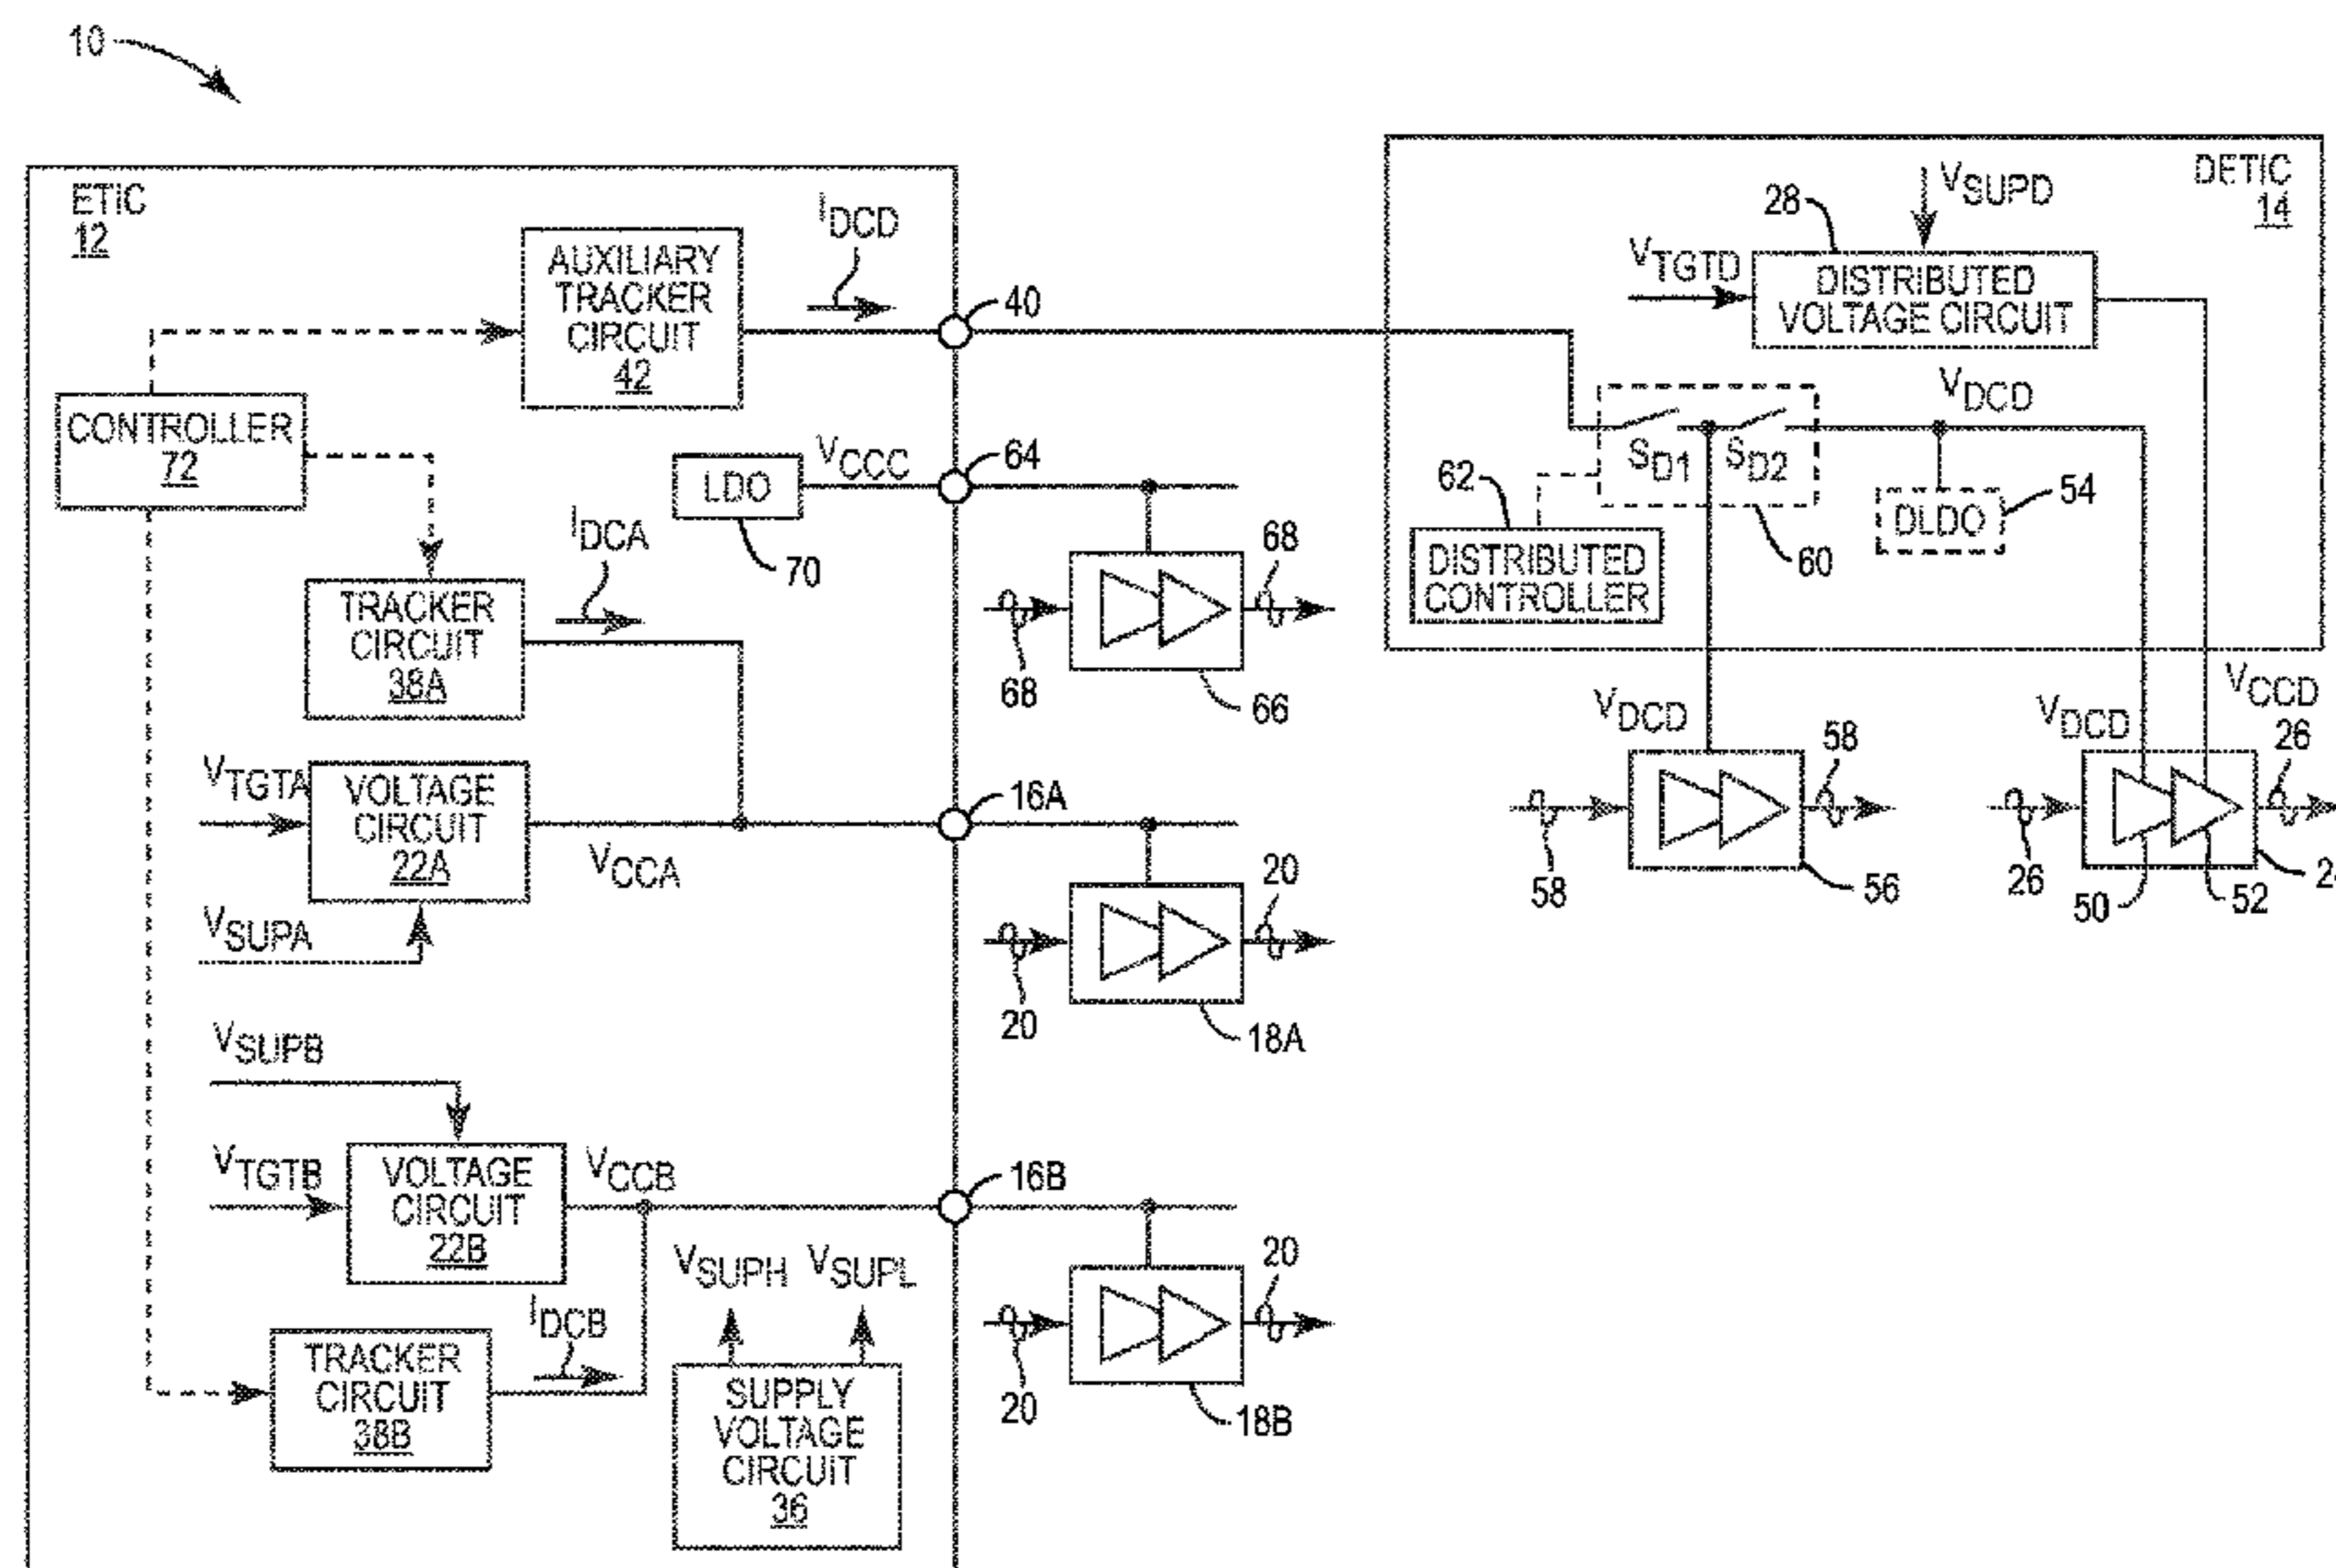 10
ETIC
12
AUXILIARY
TRACKER
CIRCUIT
42
IDCD
40
CONTROLLER
72
LDO
70
VCCC
64
68
68
66
TRACKER
CIRCUIT
38A
IDCA
VTGTA
VOLTAGE
CIRCUIT
22A
VSUPA
VCCA
16A
20
20
18A
VSUPB
VTGTB
VOLTAGE
CIRCUIT
22B
VCCB
16B
TRACKER
CIRCUIT
38B
IDCB
VSUPH
VSUPL
SUPPLY
VOLTAGE
CIRCUIT
36
20
20
18B
DETIC
14
28
VSUPD
VTGTD
DISTRIBUTED
VOLTAGE CIRCUIT
VDCD
SD1
SD2
62
60
DLDO
54
DISTRIBUTED
CONTROLLER
VDCD
58
58
56
VDCD
VCCD
26
26
50
52